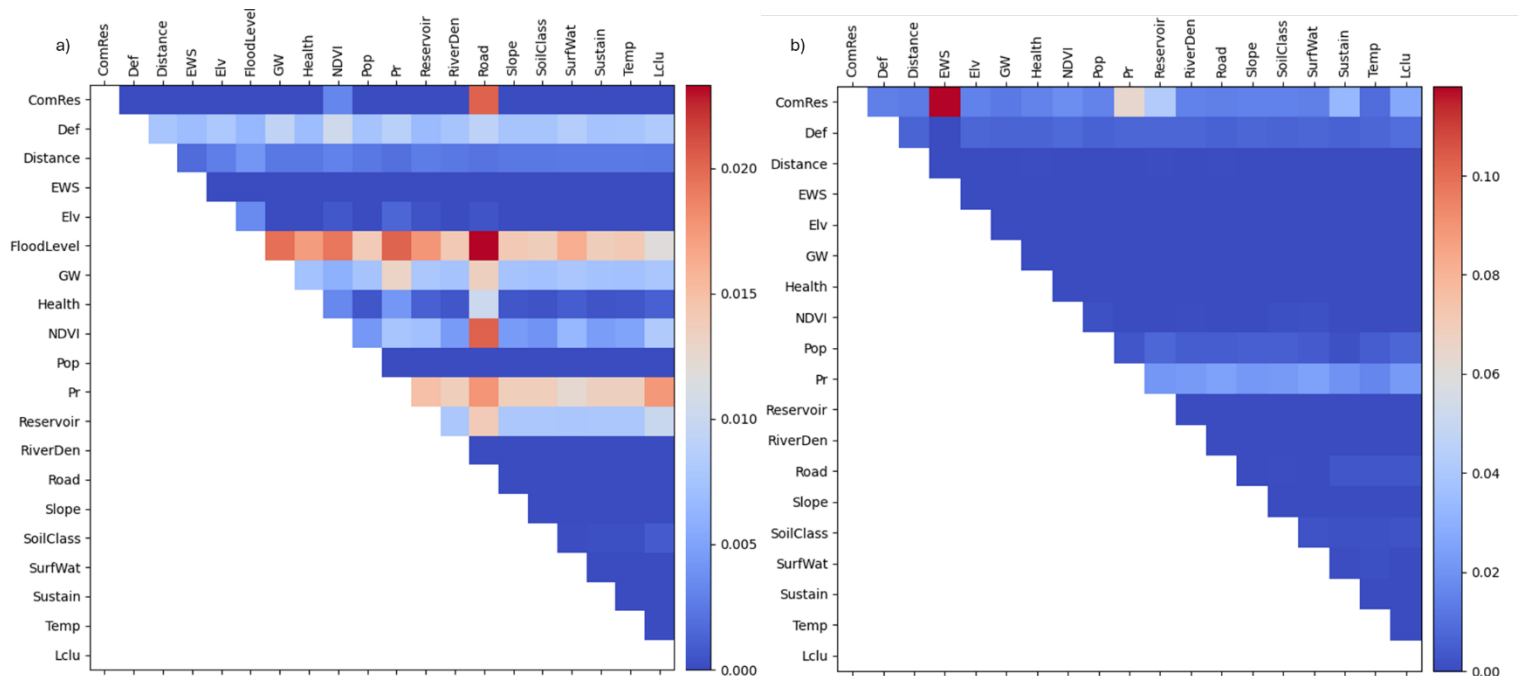 a)
ComRes
Def
Distance
EWS
Elv
FloodLevel
GW
Health
NDVI
Pop
Pr
Reservoir
RiverDen
Road
Slope
SoilClass
SurfWat
Sustain
Temp
Lclu
ComRes
Def
Distance
EWS
Elv
FloodLevel
GW
Health
NDVI
Pop
Pr
Reservoir
RiverDen
Road
Slope
SoilClass
SurfWat
Sustain
Temp
Lclu
0.020
0.015
0.010
0.005
0.000
b)
ComRes
Def
Distance
EWS
Elv
GW
Health
NDVI
Pop
Pr
Reservoir
RiverDen
Road
Slope
SoilClass
SurfWat
Sustain
Temp
Lclu
ComRes
Def
Distance
EWS
Elv
GW
Health
NDVI
Pop
Pr
Reservoir
RiverDen
Road
Slope
SoilClass
SurfWat
Sustain
Temp
Lclu
0.10
0.08
0.06
0.04
0.02
0.00